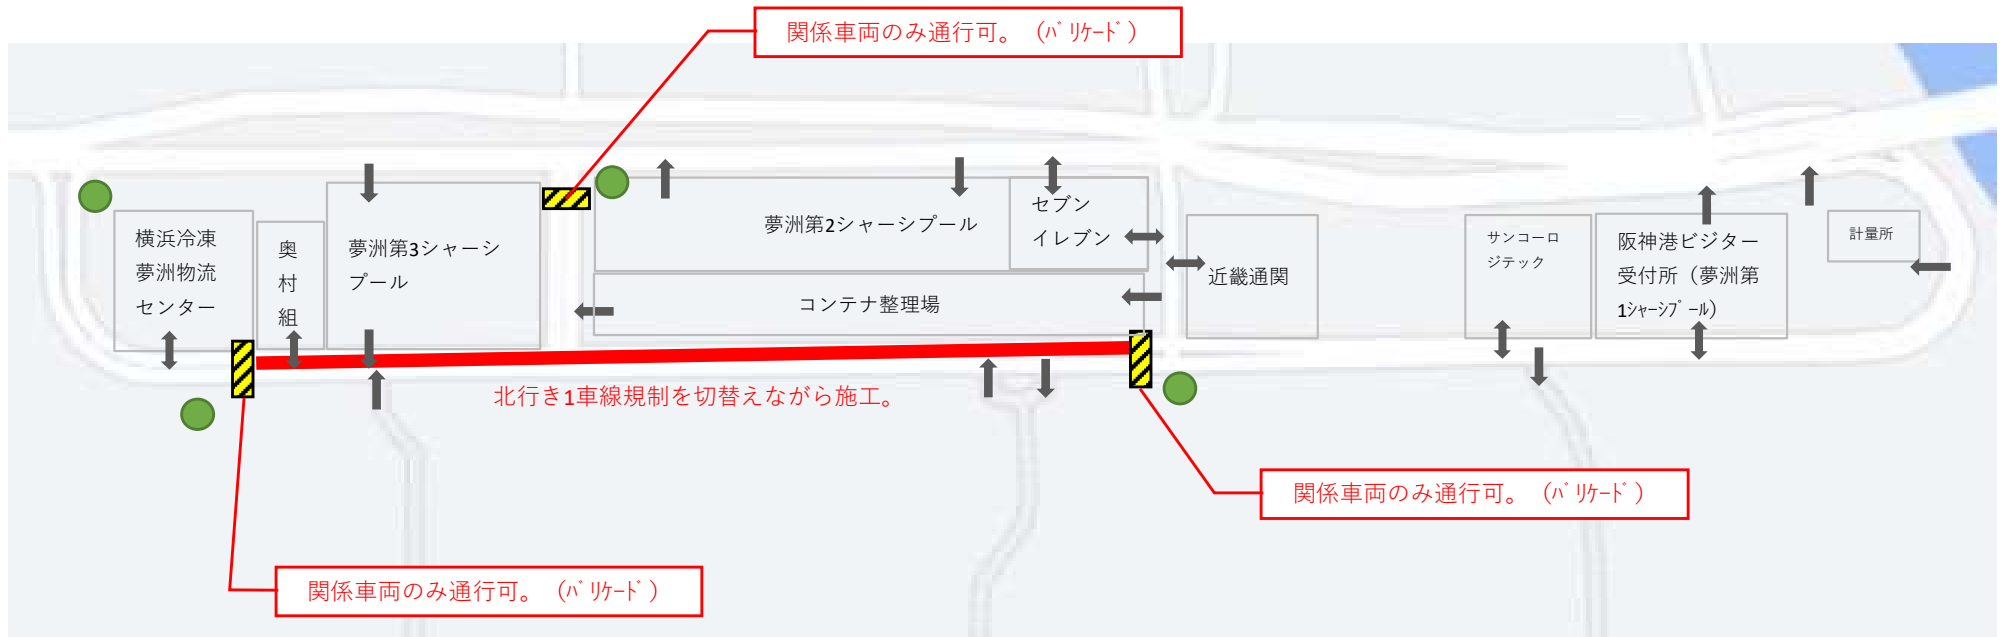 関係車両のみ通行可。（ﾊﾞﾘｹｰﾄﾞ）
横浜冷凍
夢洲物流
センター
奥
村
組
夢洲第3シャーシ
プール
夢洲第2シャーシプール
セブン
イレブン
コンテナ整理場
近畿通関
サンコーロ
ジテック
阪神港ビジター
受付所（夢洲第
1ｼｬｰｼﾌﾟｰﾙ）
計量所
北行き1車線規制を切替えながら施工。
関係車両のみ通行可。（ﾊﾞﾘｹｰﾄﾞ）
関係車両のみ通行可。（ﾊﾞﾘｹｰﾄﾞ）